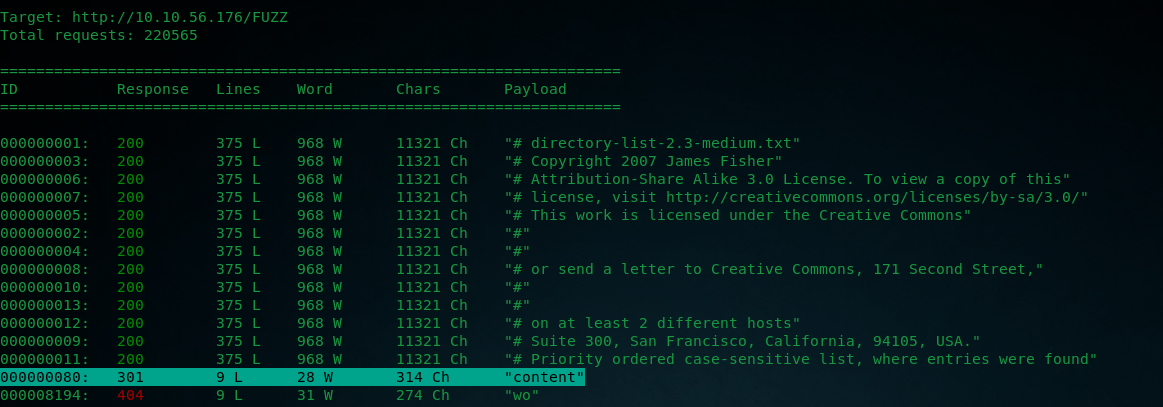 Target: http://10.10.56.176/FUZZ
Total requests: 220565
=====================================================================
ID Response Lines Word Chars Payload
=====================================================================
000000001: 200 375 L 968 W 11321 Ch "# directory-list-2.3-medium.txt"
000000003: 200 375 L 968 W 11321 Ch "# Copyright 2007 James Fisher"
000000006: 200 375 L 968 W 11321 Ch "# Attribution-Share Alike 3.0 License. To view a copy of this"
000000007: 200 375 L 968 W 11321 Ch "# license, visit http://creativecommons.org/licenses/by-sa/3.0/"
000000005: 200 375 L 968 W 11321 Ch "# This work is licensed under the Creative Commons"
000000002: 200 375 L 968 W 11321 Ch "#"
000000004: 200 375 L 968 W 11321 Ch "#"
000000008: 200 375 L 968 W 11321 Ch "# or send a letter to Creative Commons, 171 Second Street,"
000000010: 200 375 L 968 W 11321 Ch "#"
000000013: 200 375 L 968 W 11321 Ch "#"
000000012: 200 375 L 968 W 11321 Ch "# on at least 2 different hosts"
000000009: 200 375 L 968 W 11321 Ch "# Suite 300, San Francisco, California, 94105, USA."
000000011: 200 375 L 968 W 11321 Ch "# Priority ordered case-sensitive list, where entries were found"
000000080: 301 9 L 28 W 314 Ch "content"
000008194: 404 9 L 31 W 274 Ch "wo"